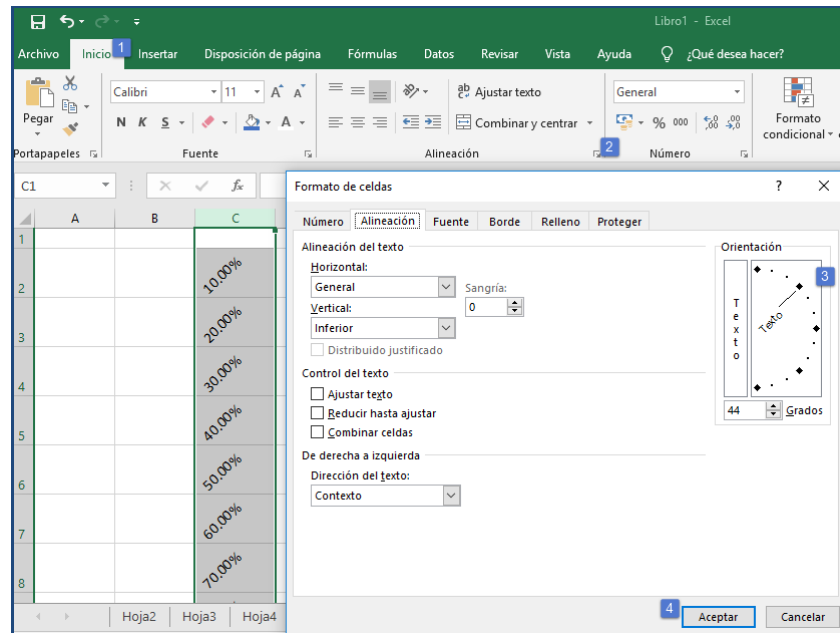 Libro1 - Excel
Archivo Inicio 1 Insertar Disposición de página Fórmulas Datos Revisar Vista Ayuda ¿Qué desea hacer?
Pegar
Calibri 11 A A
N K S A
ab Ajustar texto
Combinar y centrar
General
% 000
Formato
condicional
Portapapeles Fuente Alineación 2 Número
C1 fx
A B C
1
2 10.00%
3 20.00%
4 30.00%
5 40.00%
6 50.00%
7 60.00%
8 70.00%
Hoja2 Hoja3 Hoja4
Formato de celdas ? X
Número Alineación Fuente Borde Relleno Proteger
Alineación del texto
Horizontal:
General
Sangría:
0
Vertical:
Inferior
Distribuido justificado
Control del texto
Ajustar texto
Reducir hasta ajustar
Combinar celdas
De derecha a izquierda
Dirección del texto:
Contexto
Orientación
3
Texto
Texto
44 Grados
4 Aceptar Cancelar